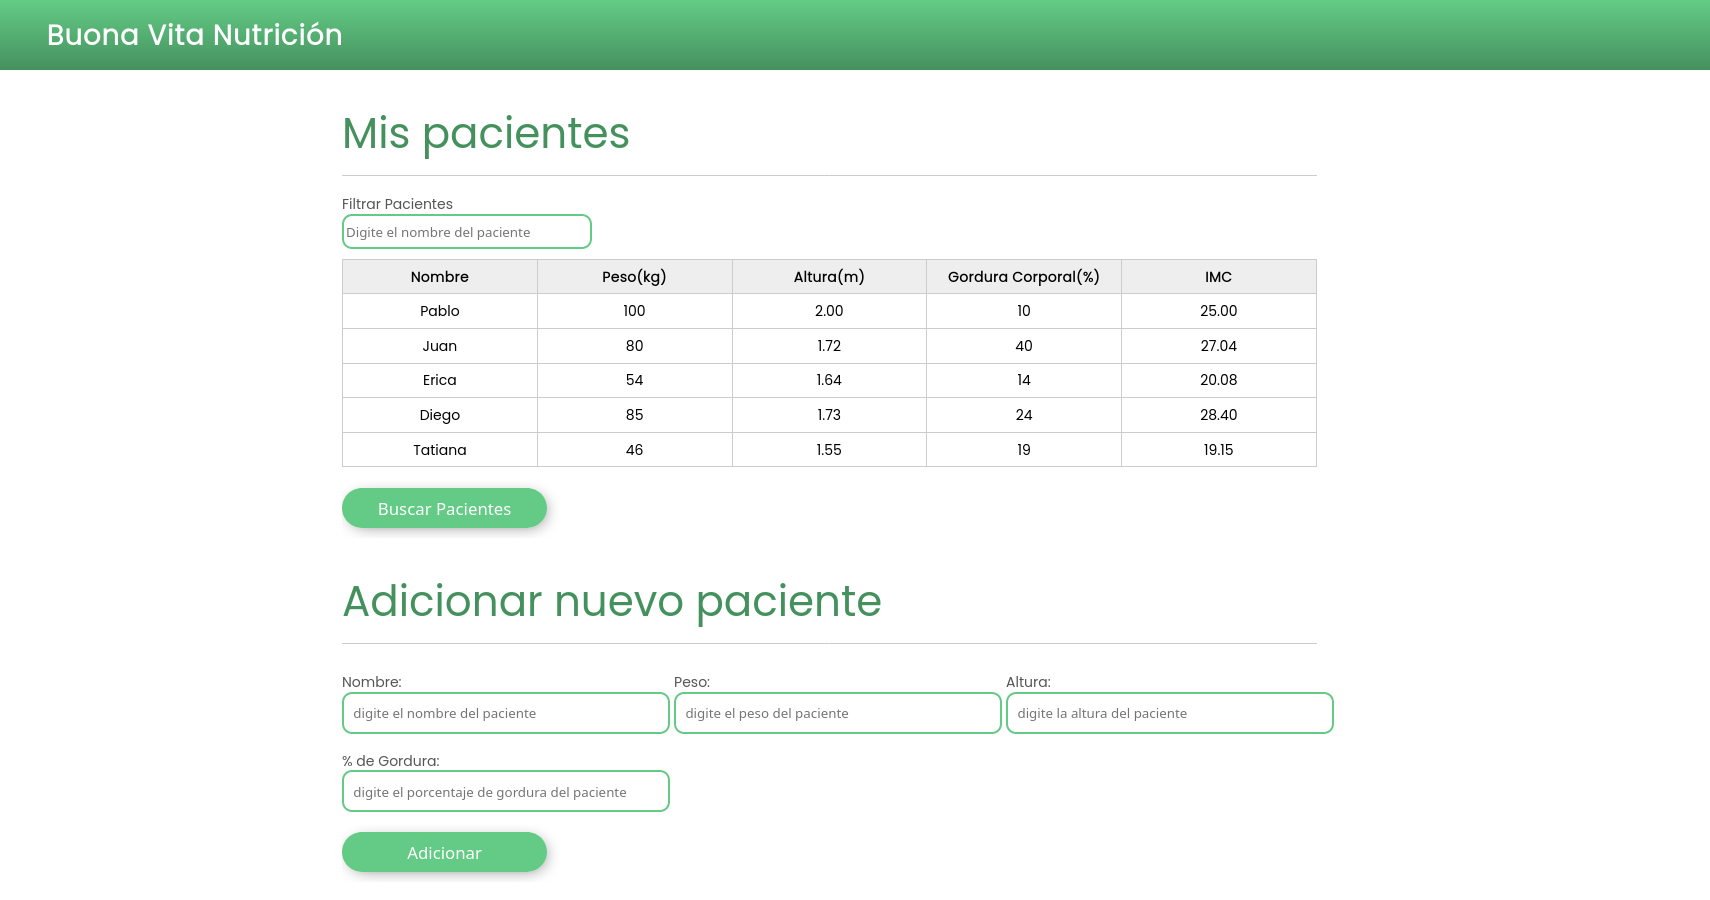 Buona Vita Nutrición
Mis pacientes
Filtrar Pacientes
Digite el nombre del paciente
Nombre Peso(kg) Altura(m) Gordura Corporal(%) IMC
Pablo 100 2.00 10 25.00
Juan 80 1.72 40 27.04
Erica 54 1.64 14 20.08
Diego 85 1.73 24 28.40
Tatiana 46 1.55 19 19.15
Buscar Pacientes
Adicionar nuevo paciente
Nombre: Peso: Altura:
digite el nombre del paciente digite el peso del paciente digite la altura del paciente
% de Gordura:
digite el porcentaje de gordura del paciente
Adicionar